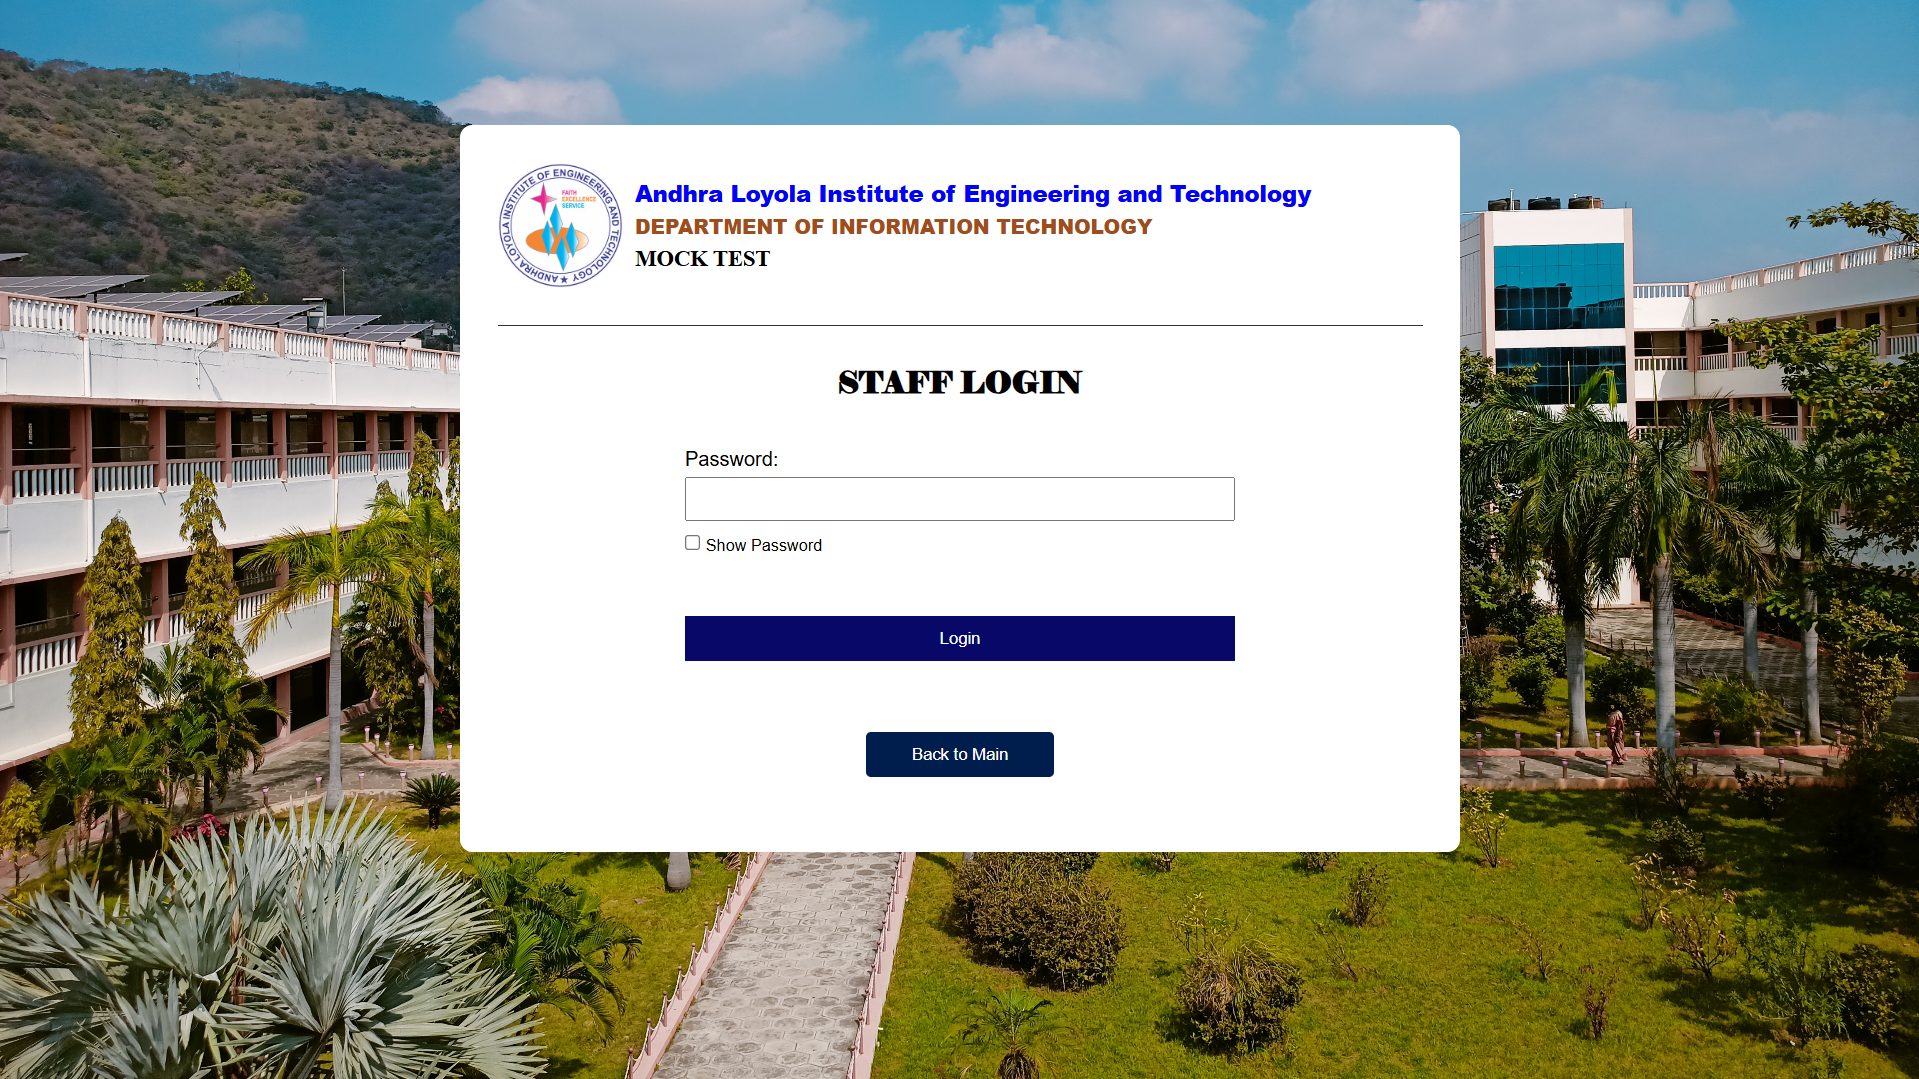 ANDHRA LOYOLA INSTITUTE OF ENGINEERING AND TECHNOLOGY ★
FAITH
EXCELLENCE
SERVICE
Andhra Loyola Institute of Engineering and Technology
DEPARTMENT OF INFORMATION TECHNOLOGY
MOCK TEST
STAFF LOGIN
Password:
Show Password
Login
Back to Main